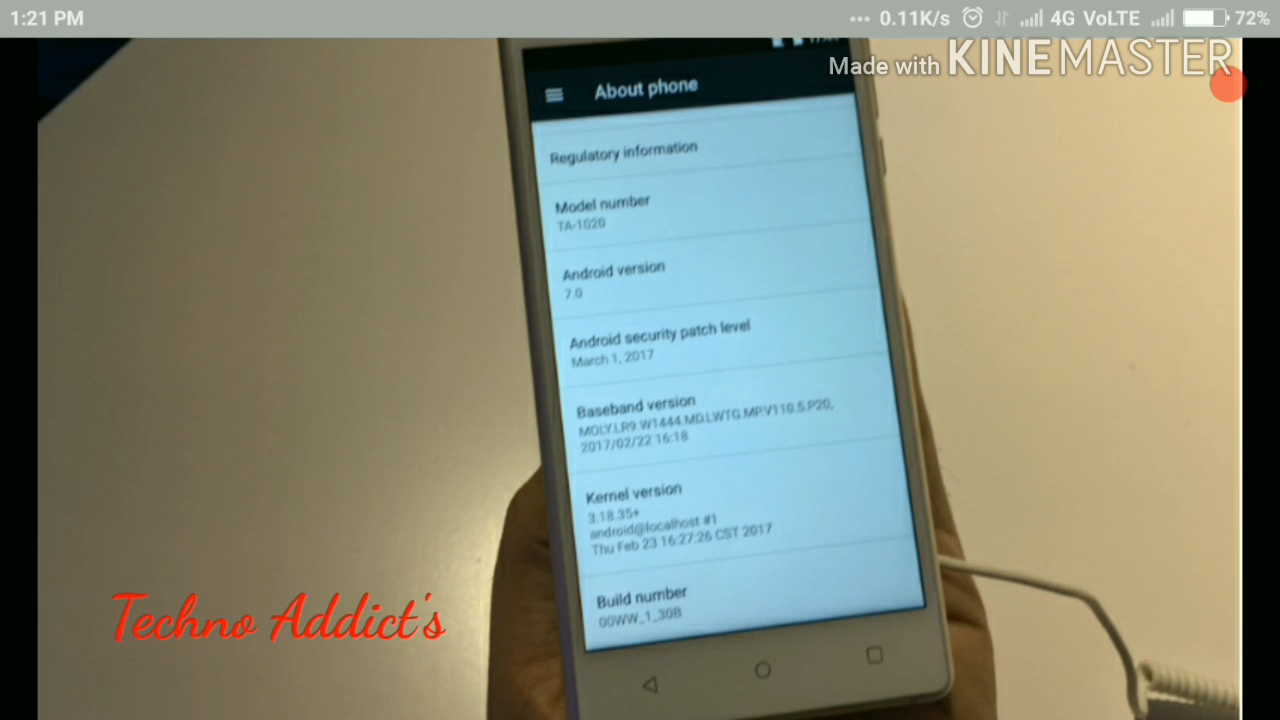 1:21 PM
... 0.11K/s 4G VoLTE 72%
Made with KINEMASTER
About phone
Regulatory information
Model number
TA-1020
Android version
7.0
Android security patch level
March 1, 2017
Baseband version
MOLY.LR9.W1444.MD.LWTG.MP.V110.5.P20,
2017/02/22 16:18
Kernel version
3.18.35+
android@localhost #1
Thu Feb 23 16:27:26 CST 2017
Build number
00WW_1_30B
Techno Addict's